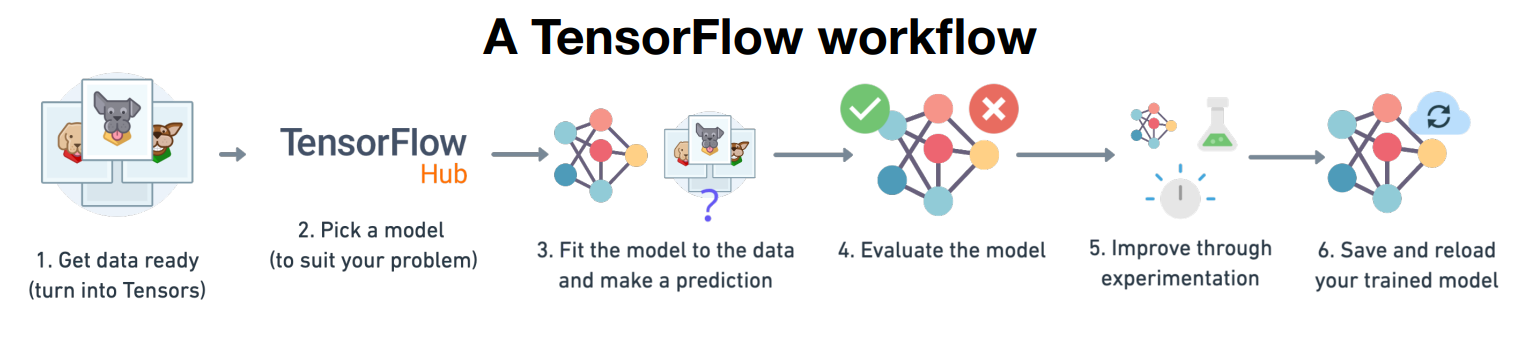 A TensorFlow workflow
1. Get data ready
(turn into Tensors)
TensorFlow
Hub
2. Pick a model
(to suit your problem)
?
3. Fit the model to the data
and make a prediction
4. Evaluate the model
5. Improve through
experimentation
6. Save and reload
your trained model